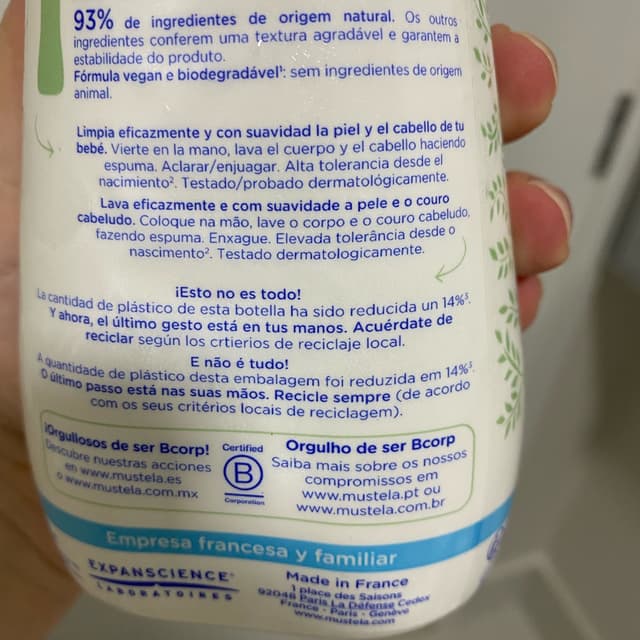 93% de ingredientes de origem natural. Os outros
ingredientes conferem uma textura agradável e garantem a
estabilidade do produto.
Fórmula vegan e biodegradável¹: sem ingredientes de origem
animal.
Limpia eficazmente y con suavidad la piel y el cabello de tu
bebé. Vierte en la mano, lava el cuerpo y el cabello haciendo
espuma. Aclarar/enjuagar. Alta tolerancia desde el
nacimiento². Testado/probado dermatológicamente.
Lava eficazmente e com suavidade a pele e o couro
cabeludo. Coloque na mão, lave o corpo e o couro cabeludo,
fazendo espuma. Enxague. Elevada tolerância desde o
nascimento². Testado dermatologicamente.
¡Esto no es todo!
La cantidad de plástico de esta botella ha sido reducida un 14%³.
Y ahora, el último gesto está en tus manos. Acuérdate de
reciclar según los crtierios de reciclaje local.
E não é tudo!
A quantidade de plástico desta embalagem foi reduzida em 14%³.
O último passo está nas suas mãos. Recicle sempre (de acordo
com os seus critérios locais de reciclagem).
¡Orgullosos de ser Bcorp!
Descubre nuestras acciones
en www.mustela.es
o www.mustela.com.mx
Certified
B
Corporation
Orgulho de ser Bcorp
Saiba mais sobre os nossos
compromissos em
www.mustela.pt ou
www.mustela.com.br
Empresa francesa y familiar
EXPANSCIENCE
LABORATOIRES
Made in France
1 place des Saisons
92048 Paris La Défense Cedex
France - Paris - Genève
www.mustela.com